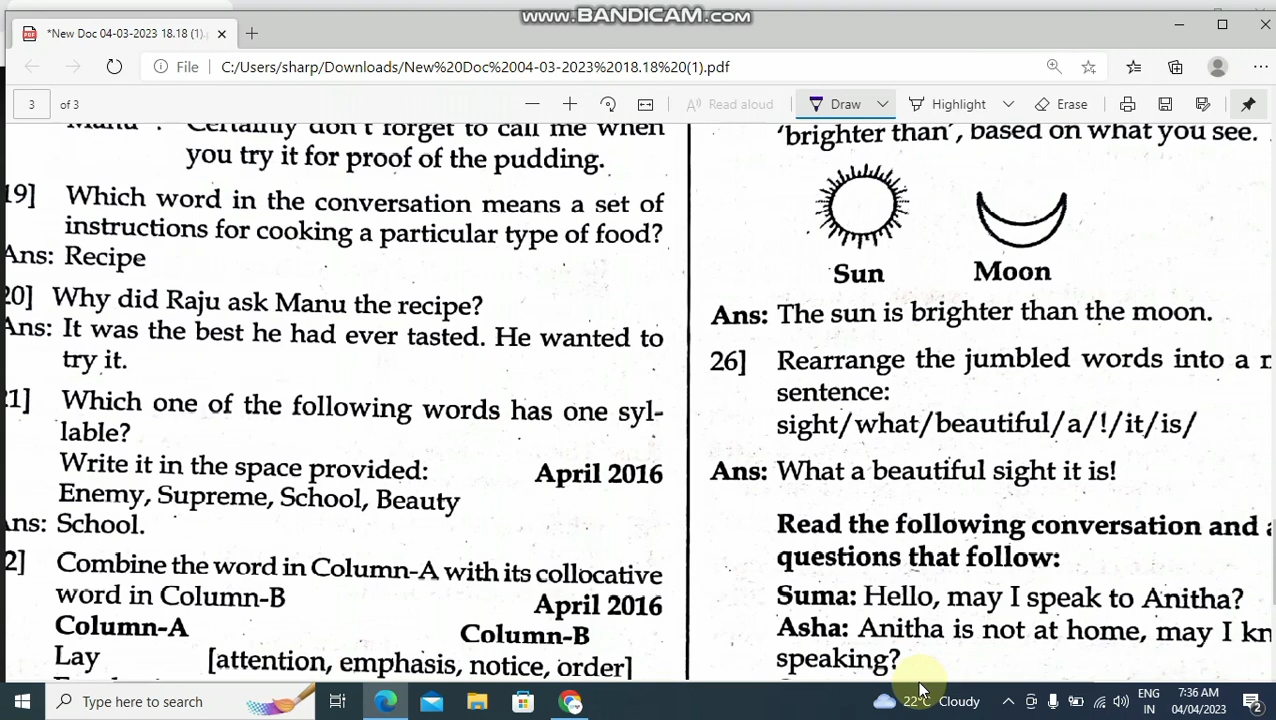 www.BANDICAM.com
*New Doc 04-03-2023 18.18 (1).p
File
C:/Users/sharp/Downloads/New%20Doc%2004-03-2023%2018.18%20(1).pdf
3 of 3
Read aloud
Draw
Highlight
Erase
Manu : Certainly don't forget to call me when
you try it for proof of the pudding.
19] Which word in the conversation means a set of
instructions for cooking a particular type of food?
Ans: Recipe
20] Why did Raju ask Manu the recipe?
Ans: It was the best he had ever tasted. He wanted to
try it.
21] Which one of the following words has one syl-
lable?
Write it in the space provided: April 2016
Enemy, Supreme, School, Beauty
Ans: School.
2] Combine the word in Column-A with its collocative
word in Column-B April 2016
Column-A Column-B
Lay [attention, emphasis, notice, order]
'brighter than', based on what you see.
Sun Moon
Ans: The sun is brighter than the moon.
26] Rearrange the jumbled words into a
sentence:
sight/what/beautiful/a/!/it/is/
Ans: What a beautiful sight it is!
Read the following conversation and a
questions that follow:
Suma: Hello, may I speak to Anitha?
Asha: Anitha is not at home, may I kn
speaking?
Type here to search
22°C Cloudy
ENG
IN
7:36 AM
04/04/2023
2